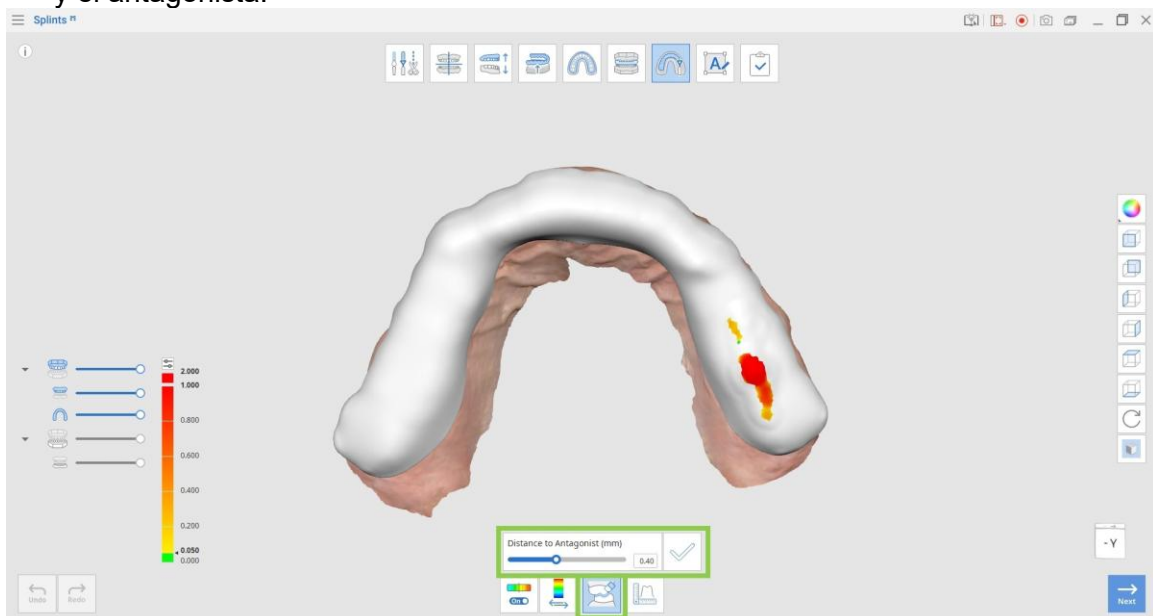 y el antagonista.
Splints
2.000
1.000
0.800
0.600
0.400
0.200
0.050
0.000
Distance to Antagonist (mm)
0.40
On
A
- Y
Undo
Redo
Next